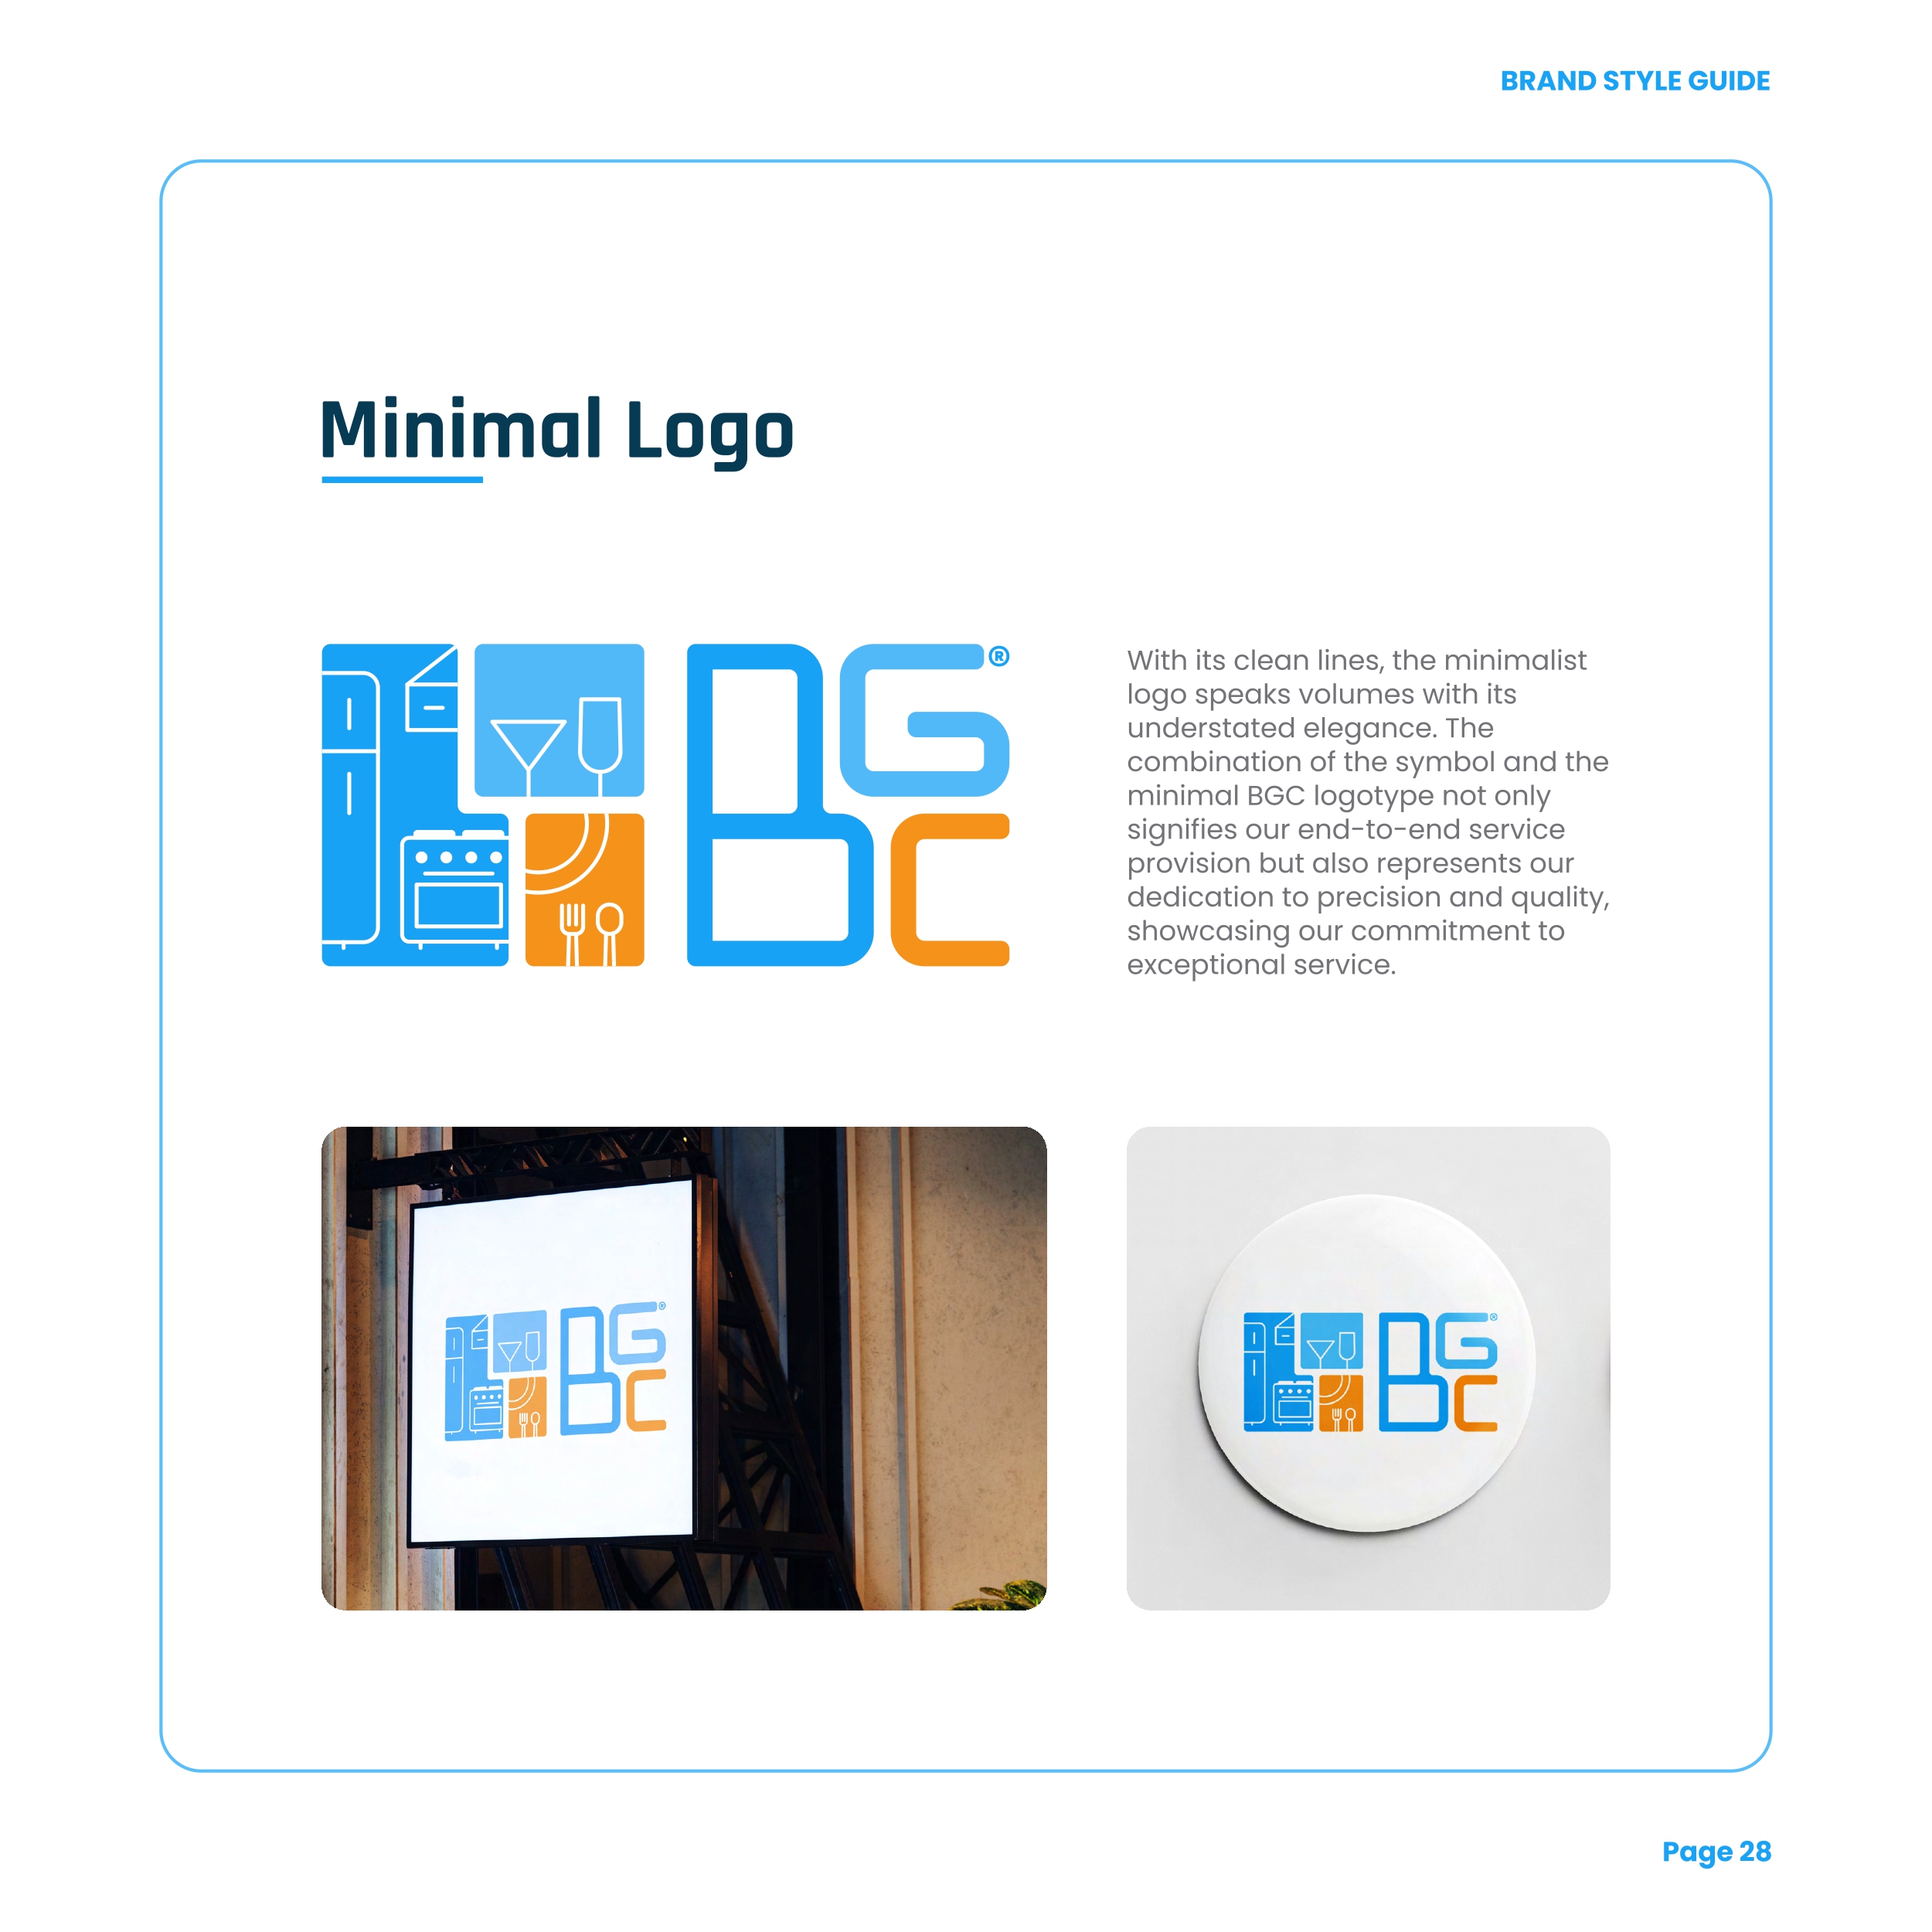 BRAND STYLE GUIDE
Minimal Logo
BGC®
With its clean lines, the minimalist
logo speaks volumes with its
understated elegance. The
combination of the symbol and the
minimal BGC logotype not only
signifies our end-to-end service
provision but also represents our
dedication to precision and quality,
showcasing our commitment to
exceptional service.
BGC®
BGC®
Page 28